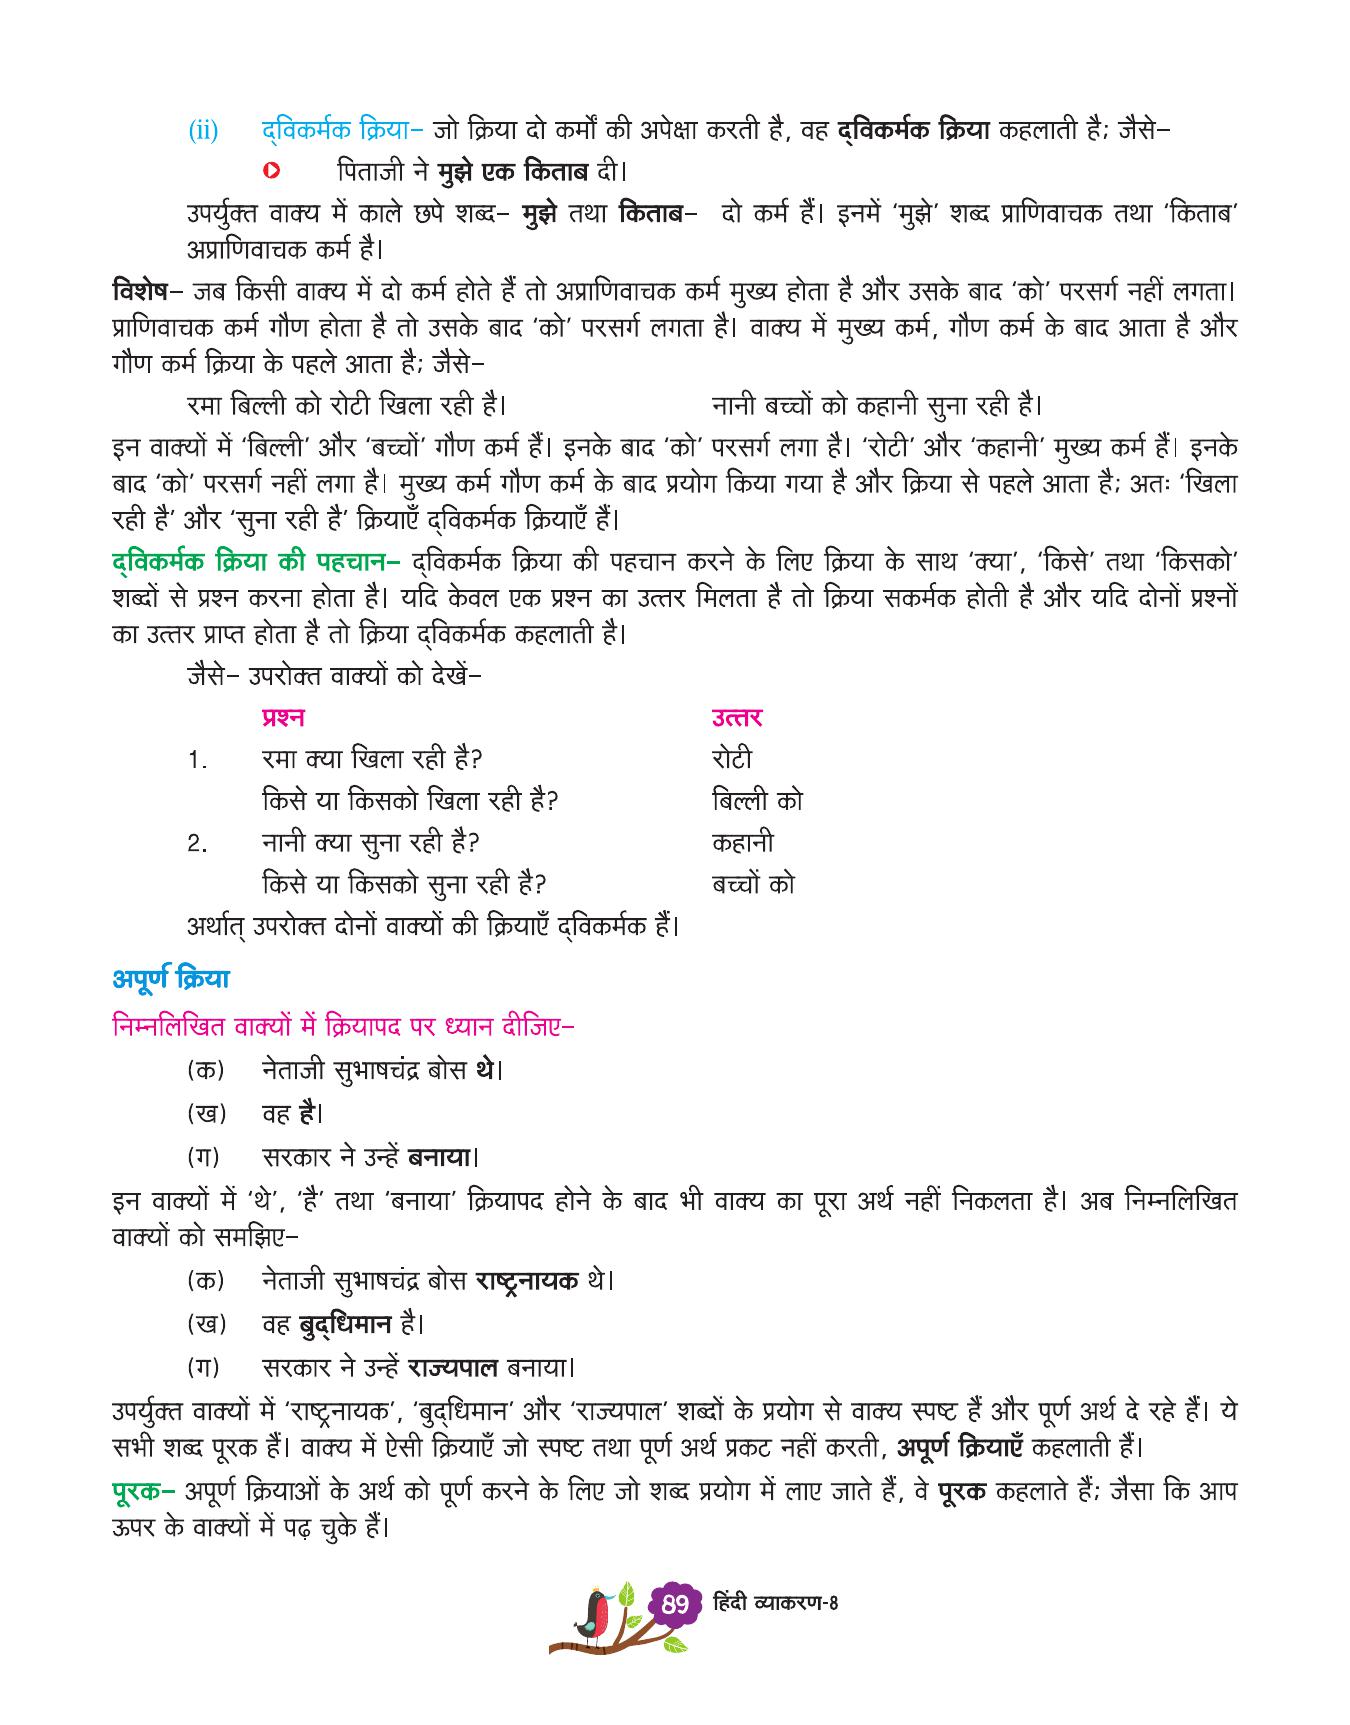 (ii) द्‌विकर्मक क्रिया– जो क्रिया दो कर्मों की अपेक्षा करती है, वह द्‌विकर्मक क्रिया कहलाती है; जैसे–
पिताजी ने मुझे एक किताब दी।
उपर्युक्त वाक्य में काले छपे शब्द– मुझे तथा किताब– दो कर्म हैं। इनमें ‘मुझे’ शब्द प्राणिवाचक तथा ‘किताब’
अप्राणिवाचक कर्म है।
विशेष– जब किसी वाक्य में दो कर्म होते हैं तो अप्राणिवाचक कर्म मुख्य होता है और उसके बाद ‘को’ परसर्ग नहीं लगता।
प्राणिवाचक कर्म गौण होता है तो उसके बाद ‘को’ परसर्ग लगता है। वाक्य में मुख्य कर्म, गौण कर्म के बाद आता है और
गौण कर्म क्रिया के पहले आता है; जैसे–
रमा बिल्ली को रोटी खिला रही है। नानी बच्चों को कहानी सुना रही है।
इन वाक्यों में ‘बिल्ली’ और ‘बच्चों’ गौण कर्म हैं। इनके बाद ‘को’ परसर्ग लगा है। ‘रोटी’ और ‘कहानी’ मुख्य कर्म हैं। इनके
बाद ‘को’ परसर्ग नहीं लगा है। मुख्य कर्म गौण कर्म के बाद प्रयोग किया गया है और क्रिया से पहले आता है; अतः ‘खिला
रही है’ और ‘सुना रही है’ क्रियाएँ द्‌विकर्मक क्रियाएँ हैं।
द्‌विकर्मक क्रिया की पहचान– द्‌विकर्मक क्रिया की पहचान करने के लिए क्रिया के साथ ‘क्या’, ‘किसे’ तथा ‘किसको’
शब्दों से प्रश्न करना होता है। यदि केवल एक प्रश्न का उत्तर मिलता है तो क्रिया सकर्मक होती है और यदि दोनों प्रश्नों
का उत्तर प्राप्त होता है तो क्रिया द्‌विकर्मक कहलाती है।
जैसे– उपरोक्त वाक्यों को देखें–
प्रश्न उत्तर
1. रमा क्या खिला रही है? रोटी
किसे या किसको खिला रही है? बिल्ली को
2. नानी क्या सुना रही है? कहानी
किसे या किसको सुना रही है? बच्चों को
अर्थात् उपरोक्त दोनों वाक्यों की क्रियाएँ द्‌विकर्मक हैं।
अपूर्ण क्रिया
निम्नलिखित वाक्यों में क्रियापद पर ध्यान दीजिए–
(क) नेताजी सुभाषचंद्र बोस थे।
(ख) वह है।
(ग) सरकार ने उन्हें बनाया।
इन वाक्यों में ‘थे’, ‘है’ तथा ‘बनाया’ क्रियापद होने के बाद भी वाक्य का पूरा अर्थ नहीं निकलता है। अब निम्नलिखित
वाक्यों को समझिए–
(क) नेताजी सुभाषचंद्र बोस राष्ट्रनायक थे।
(ख) वह बुद्‌धिमान है।
(ग) सरकार ने उन्हें राज्यपाल बनाया।
उपर्युक्त वाक्यों में ‘राष्ट्रनायक’, ‘बुद्‌धिमान’ और ‘राज्यपाल’ शब्दों के प्रयोग से वाक्य स्पष्ट हैं और पूर्ण अर्थ दे रहे हैं। ये
सभी शब्द पूरक हैं। वाक्य में ऐसी क्रियाएँ जो स्पष्ट तथा पूर्ण अर्थ प्रकट नहीं करती, अपूर्ण क्रियाएँ कहलाती हैं।
पूरक– अपूर्ण क्रियाओं के अर्थ को पूर्ण करने के लिए जो शब्द प्रयोग में लाए जाते हैं, वे पूरक कहलाते हैं; जैसा कि आप
ऊपर के वाक्यों में पढ़ चुके हैं।
89 हिंदी व्याकरण-8